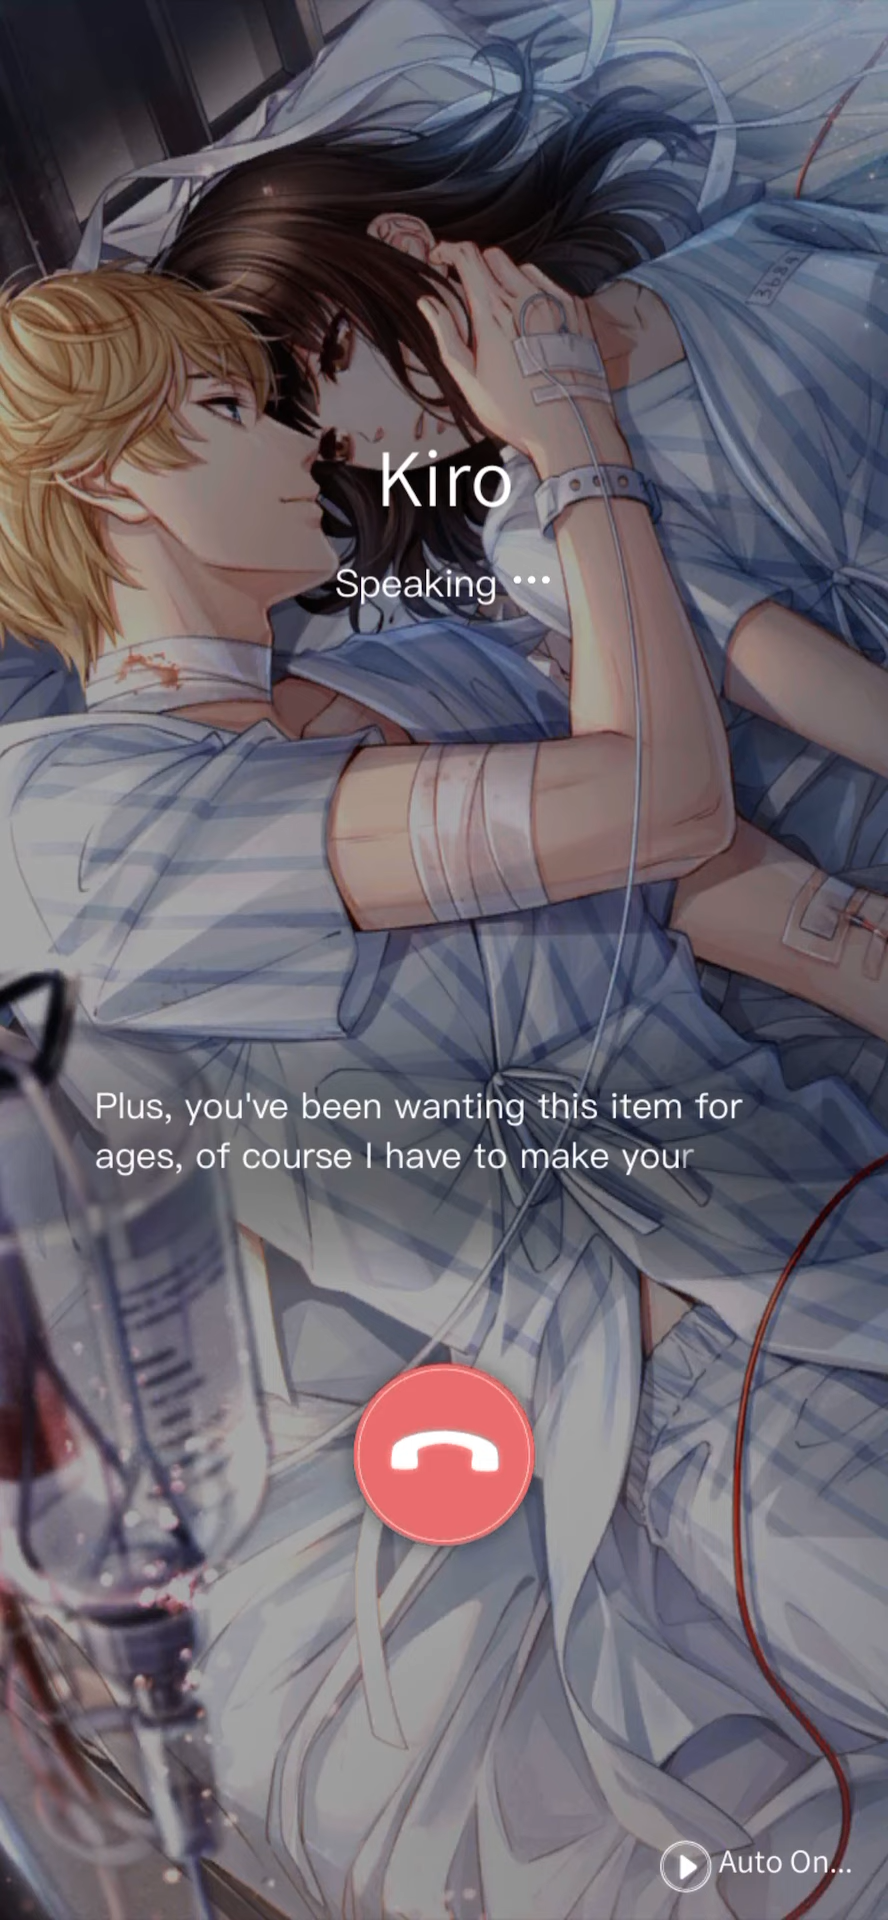 3689
Kiro
Speaking •••
Plus, you've been wanting this item for
ages, of course I have to make your
Auto On...